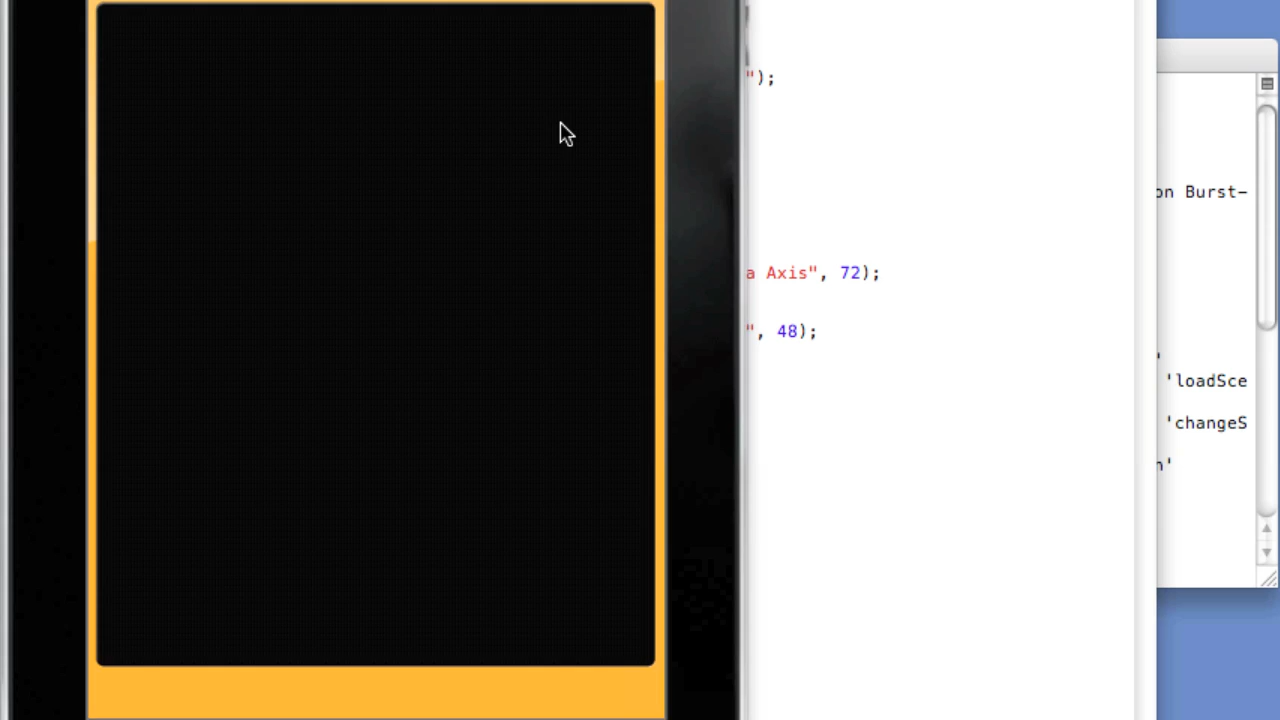 ");
on Burst-
a Axis", 72);
", 48);
'
'loadSce
'changeS
n'